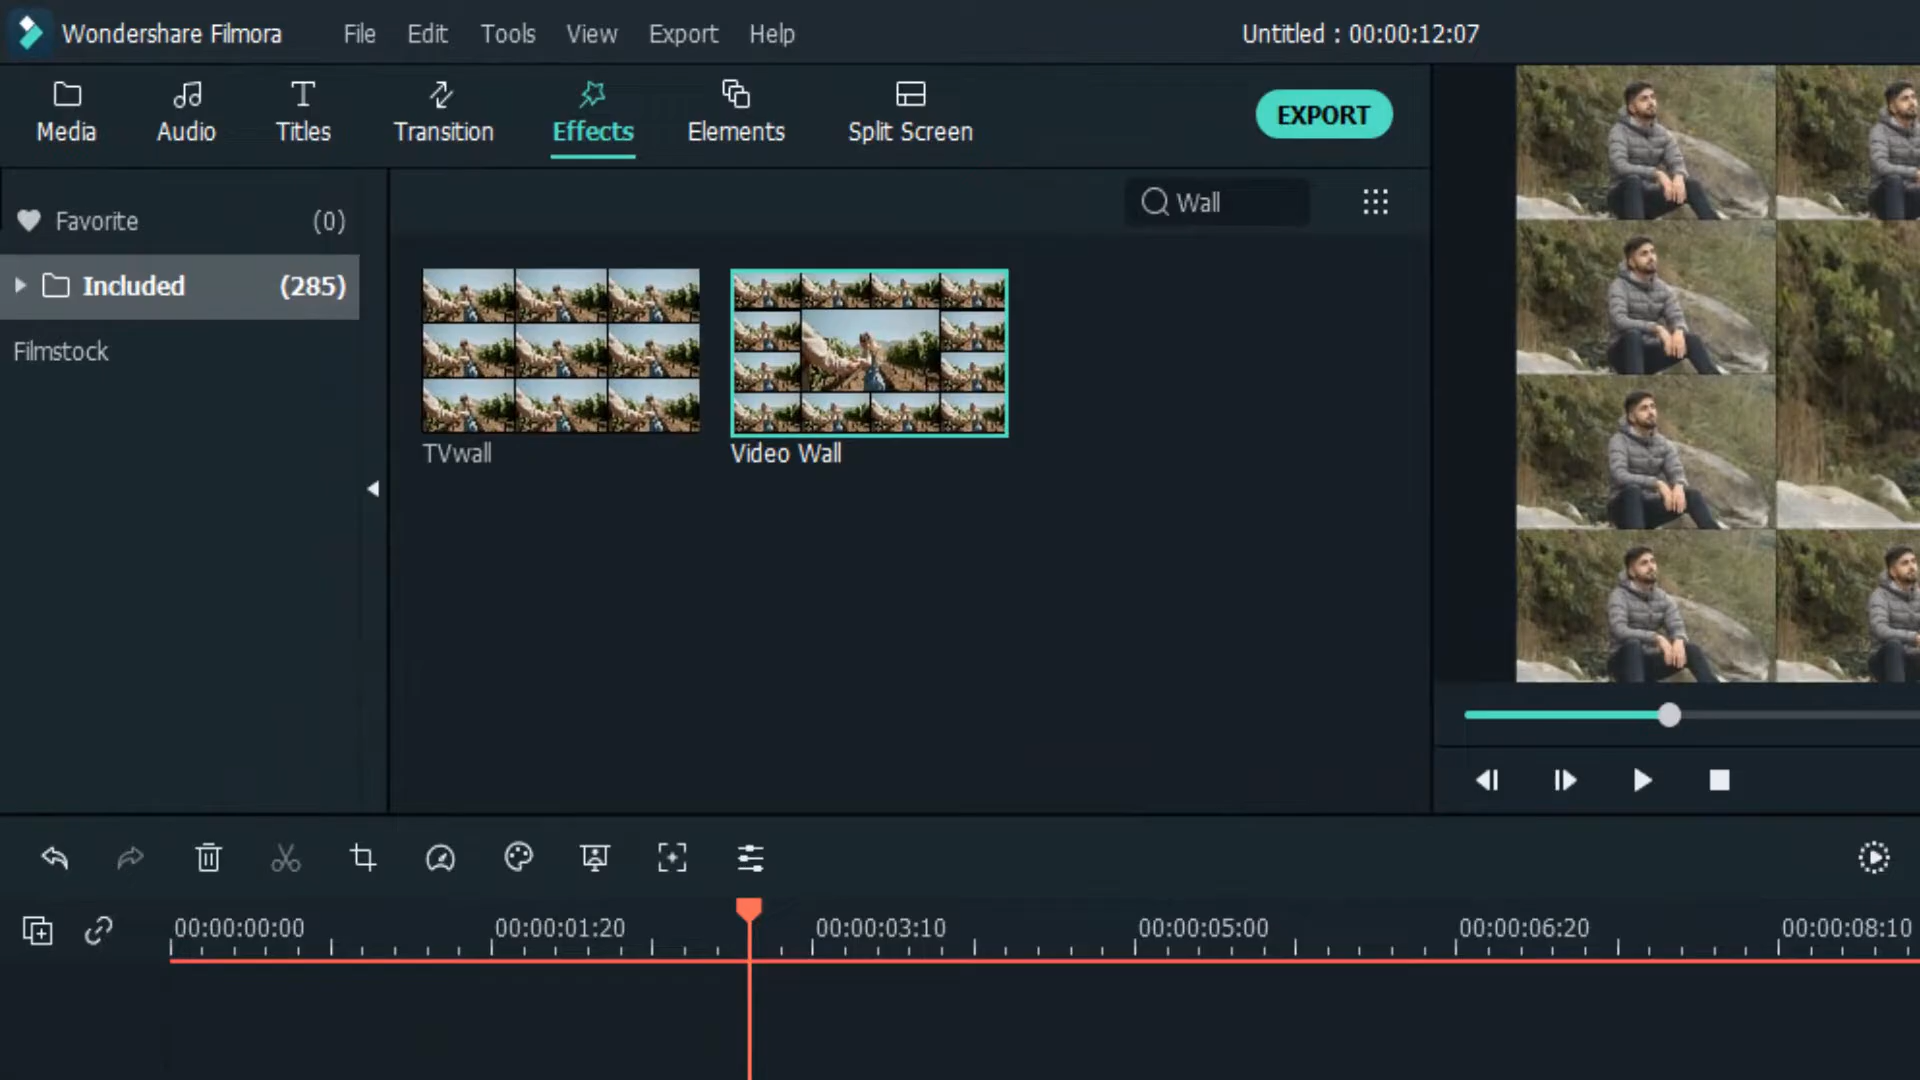 Wondershare Filmora File Edit Tools View Export Help Untitled : 00:00:12:07
Media Audio Titles Transition Effects Elements Split Screen EXPORT
Favorite (0) Wall
Included (285)
Filmstock
TVwall Video Wall
00:00:00:00 00:00:01:20 00:00:03:10 00:00:05:00 00:00:06:20 00:00:08:10